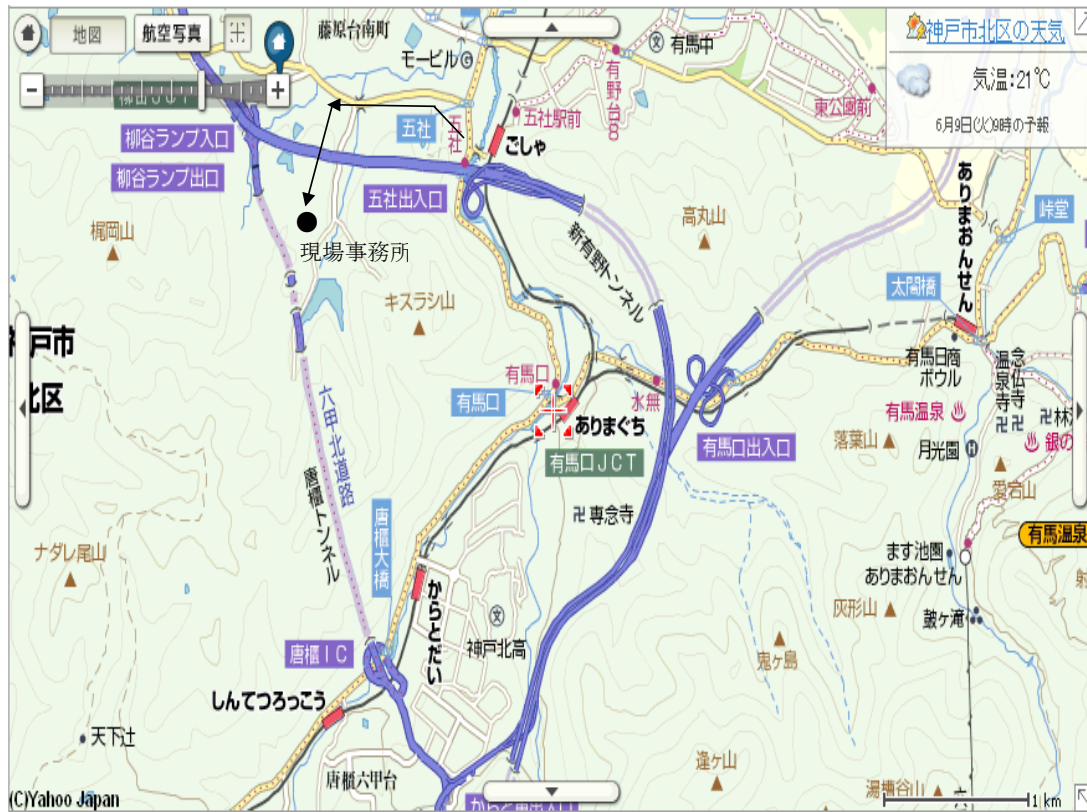 地図
航空写真
藤原台南町
モービル
有馬中
有野台8
東公園前
神戸市北区の天気
気温:21℃
6月9日(火)9時の予報
柳谷JCT
柳谷ランプ入口
柳谷ランプ出口
五社
五社
五社駅前
ごしゃ
五社出入口
梶岡山
現場事務所
高丸山
新有野トンネル
ありまおんせん
峠堂
太閤橋
キスラシ山
神戸市
北区
六甲北道路
唐櫃トンネル
有馬口
有馬口
ありまぐち
水無
有馬口JCT
有馬口出入口
有馬日商
ボウル
温泉寺
念仏寺
有馬温泉
落葉山
月光園
銀の
愛宕山
専念寺
ナダレ尾山
唐櫃大橋
からとだい
神戸北高
ます池園
ありまおんせん
有馬温泉
灰形山
鼓ヶ滝
鬼ヶ島
唐櫃IC
しんてつろっこう
天下辻
唐櫃六甲台
逢ヶ山
湯槽谷山
1km
(C)Yahoo Japan